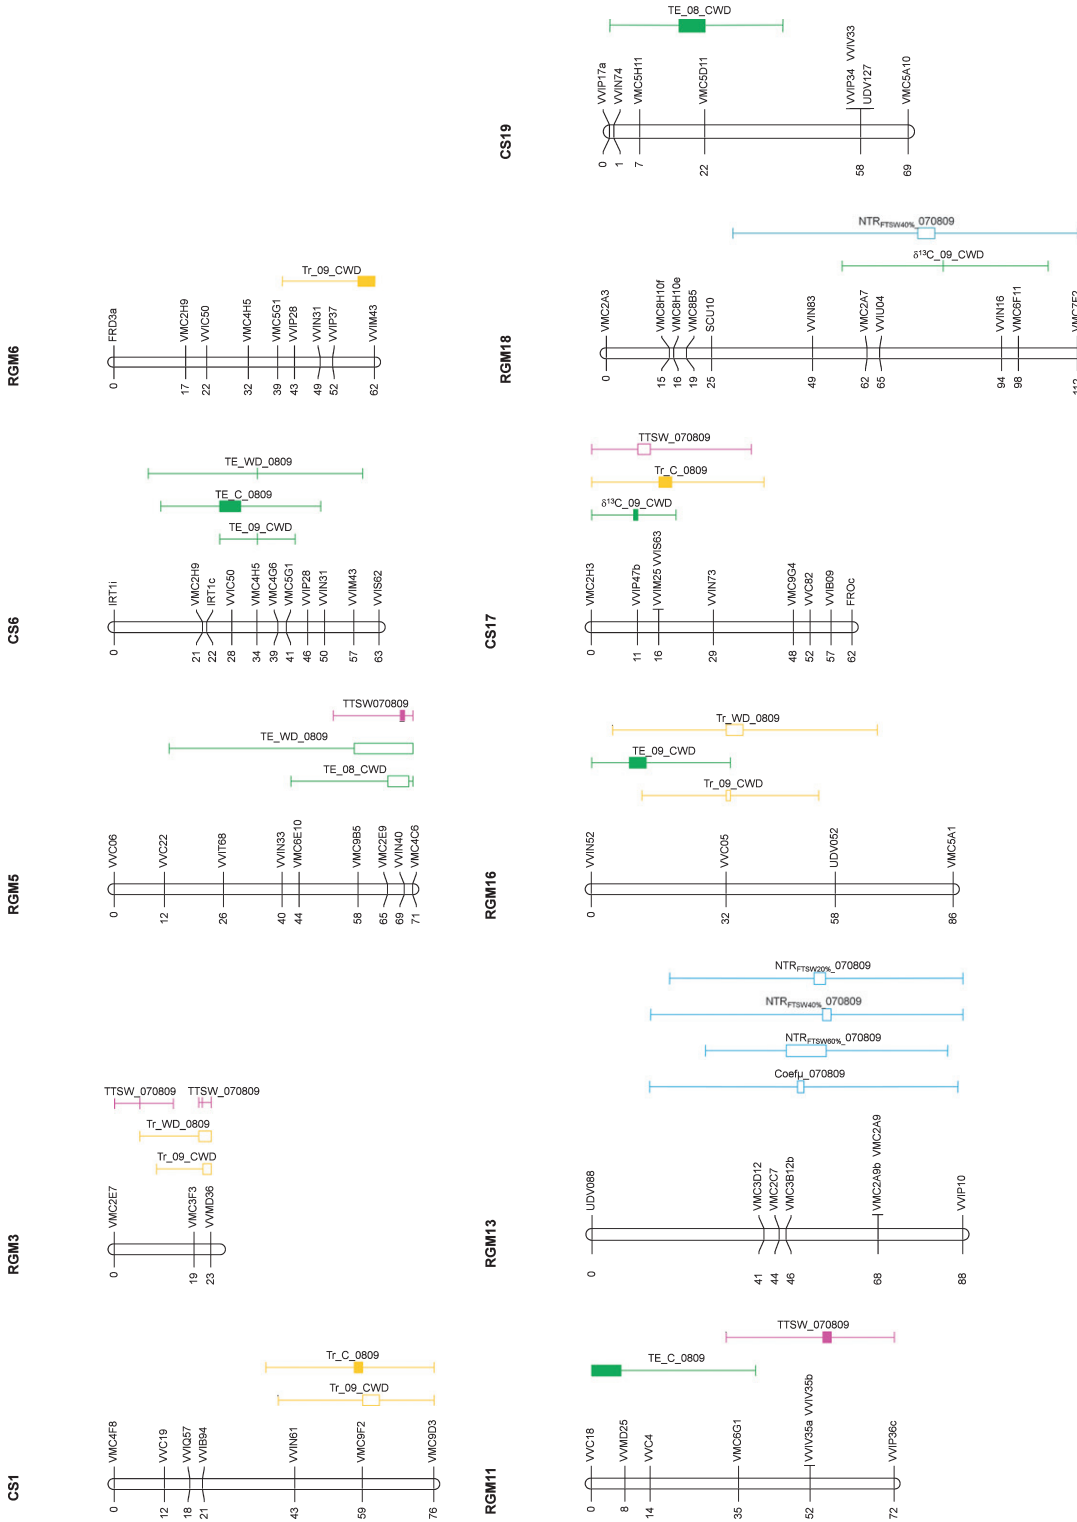 CS1
0 VMC4F8
12 VVC19
18 VVIQ57
21 VVIB94
43 VVIN61
59 VMC9F2
76 VMC9D3
Tr_09_CWD
Tr_C_0809
RGM3
0 VMC2E7
19 VMC3F3
23 VVMD36
Tr_09_CWD
Tr_WD_0809
TTSW_070809
TTSW_070809
RGM5
0 VVC06
12 VVC22
26 VVIT68
40 VVIN33
44 VMC6E10
58 VMC9B5
65 VMC2E9
69 VVIN40
71 VMC4C6
TE_08_CWD
TE_WD_0809
TTSW070809
CS6
0 IRT1i
21 VMC2H9
22 IRT1c
28 VVIC50
34 VMC4H5
39 VMC4G6
41 VMC5G1
46 VVIP28
50 VVIN31
57 VVIM43
63 VVIS62
TE_09_CWD
TE_C_0809
TE_WD_0809
RGM6
0 FRD3a
17 VMC2H9
22 VVIC50
32 VMC4H5
39 VMC5G1
43 VVIP28
49 VVIN31
52 VVIP37
62 VVIM43
Tr_09_CWD
RGM11
0 VVC18
8 VVMD25
14 VVC4
35 VMC6G1
52 VVIV35a VVIV35b
72 VVIP36c
TE_C_0809
TTSW_070809
RGM13
0 UDV088
41 VMC3D12
44 VMC2C7
46 VMC3B12b
68 VMC2A9b VMC2A9
88 VVIP10
Coefμ_070809
NTRFTSW60%_070809
NTRFTSW40%_070809
NTRFTSW20%_070809
RGM16
0 VVIN52
32 VVC05
58 UDV052
86 VMC5A1
Tr_09_CWD
TE_09_CWD
Tr_WD_0809
CS17
0 VMC2H3
11 VVIP47b
16 VVIM25 VVIS63
29 VVIN73
48 VMC9G4
52 VVC82
57 VVIB09
62 FROc
δ¹³C_09_CWD
Tr_C_0809
TTSW_070809
RGM18
0 VMC2A3
15 VMC8H10f
16 VMC8H10e
19 VMC8B5
25 SCU10
49 VVIN83
62 VMC2A7
65 VVIU04
94 VVIN16
98 VMC6F11
δ¹³C_09_CWD
NTRFTSW40%_070809
CS19
0 VVIP17a
1 VVIN74
7 VMC5H11
22 VMC5D11
58 VVIP34 VVIV33
UDV127
69 VMC5A10
TE_08_CWD